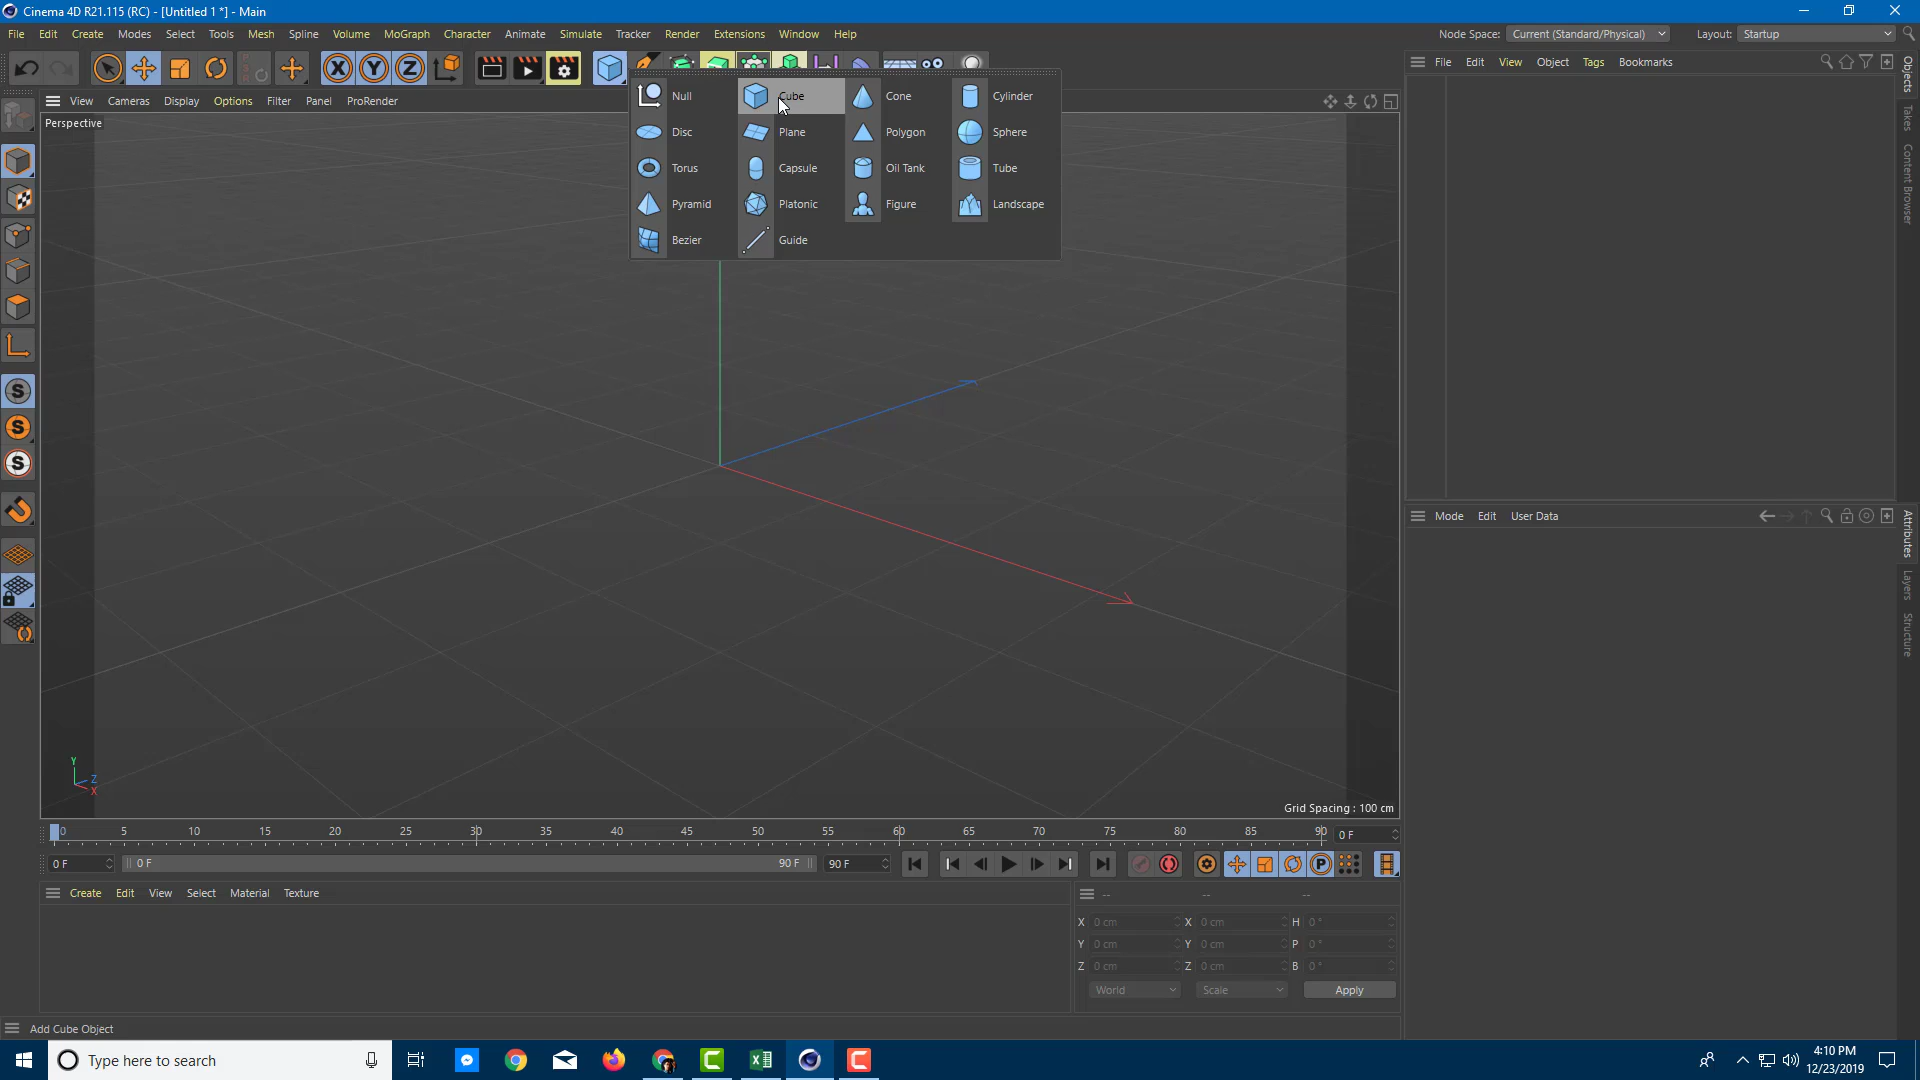 Cinema 4D R21.115 (RC) - [Untitled 1 *] - Main
File Edit Create Modes Select Tools Mesh Spline Volume MoGraph Character Animate Simulate Tracker Render Extensions Window Help
Node Space: Current (Standard/Physical) Layout: Startup
File Edit View Object Tags Bookmarks
View Cameras Display Options Filter Panel ProRender
Perspective
Null Cube Cone Cylinder
Disc Plane Polygon Sphere
Torus Capsule Oil Tank Tube
Pyramid Platonic Figure Landscape
Bezier Guide
Objects
Takes
Content Browser
Mode Edit User Data
Attributes
Layers
Structure
X Y Z
S
S
S
Y
Z
X
Grid Spacing : 100 cm
0 5 10 15 20 25 30 35 40 45 50 55 60 65 70 75 80 85 90 0 F
0 F 0 F 90 F 90 F
P
Create Edit View Select Material Texture
-- -- --
X 0 cm X 0 cm H 0 °
Y 0 cm Y 0 cm P 0 °
Z 0 cm Z 0 cm B 0 °
World Scale Apply
Add Cube Object
Type here to search
4:10 PM
12/23/2019